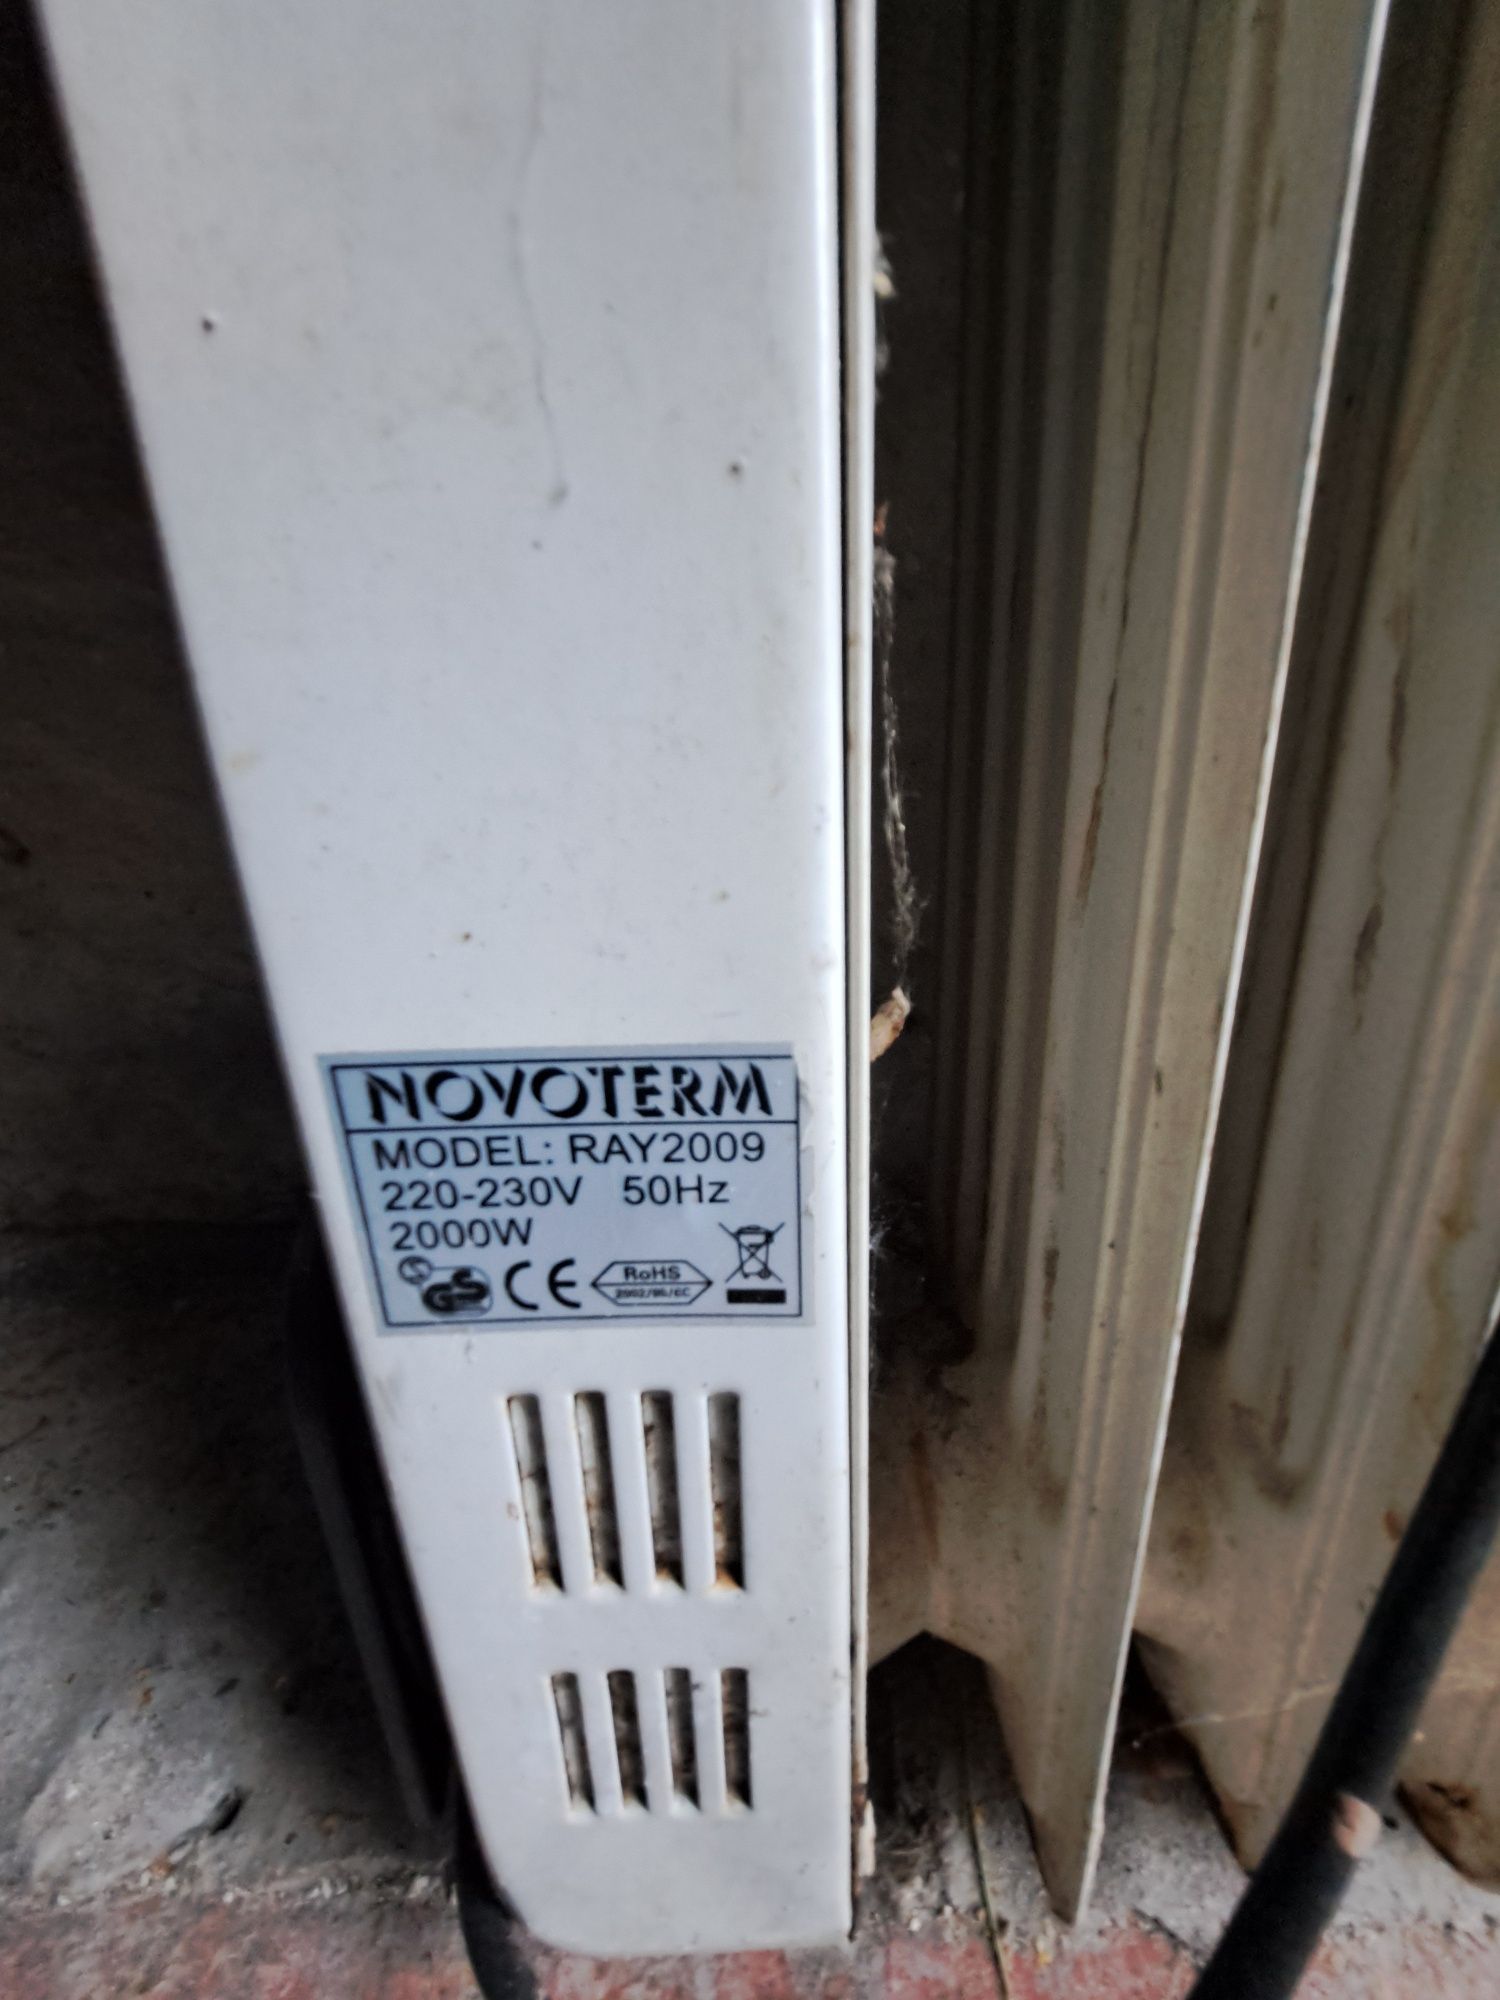 NOVOTERM
MODEL: RAY2009
220-230V 50Hz
2000W
GS CE RoHS
2002/95/EC